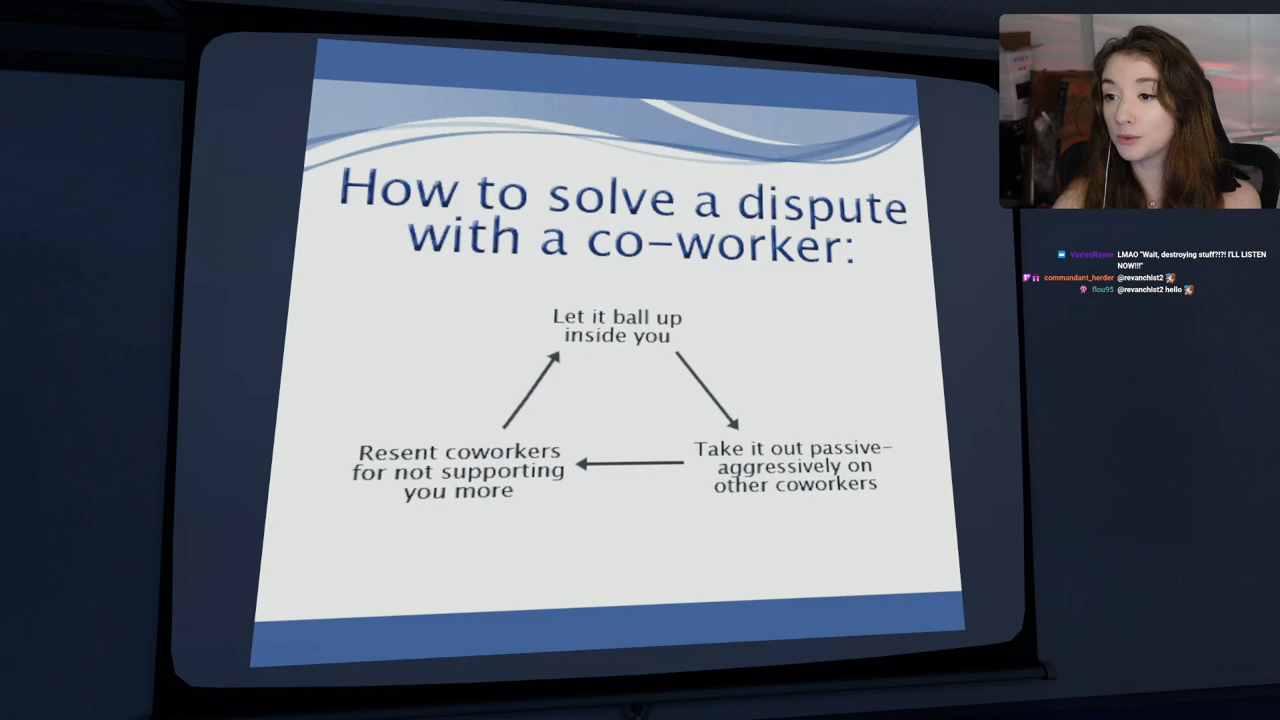 How to solve a dispute
with a co-worker:
Let it ball up
inside you
Resent coworkers
for not supporting
you more
Take it out passive-
aggressively on
other coworkers
VaylenRayne LMAO "Wait, destroying stuff?!?! I'LL LISTEN
NOW!!!"
commandant_herder @revanchist2
flou95 @revanchist2 hello